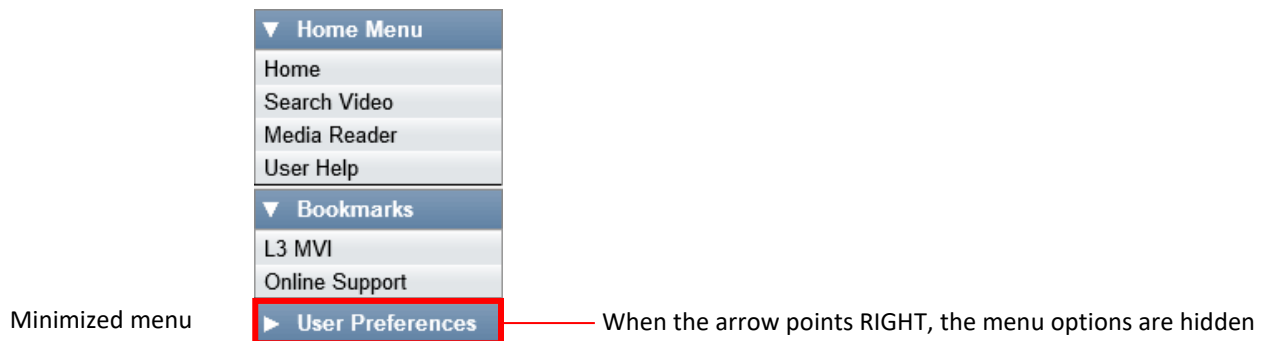 ▼ Home Menu
Home
Search Video
Media Reader
User Help
▼ Bookmarks
L3 MVI
Online Support
Minimized menu ► User Preferences When the arrow points RIGHT, the menu options are hidden